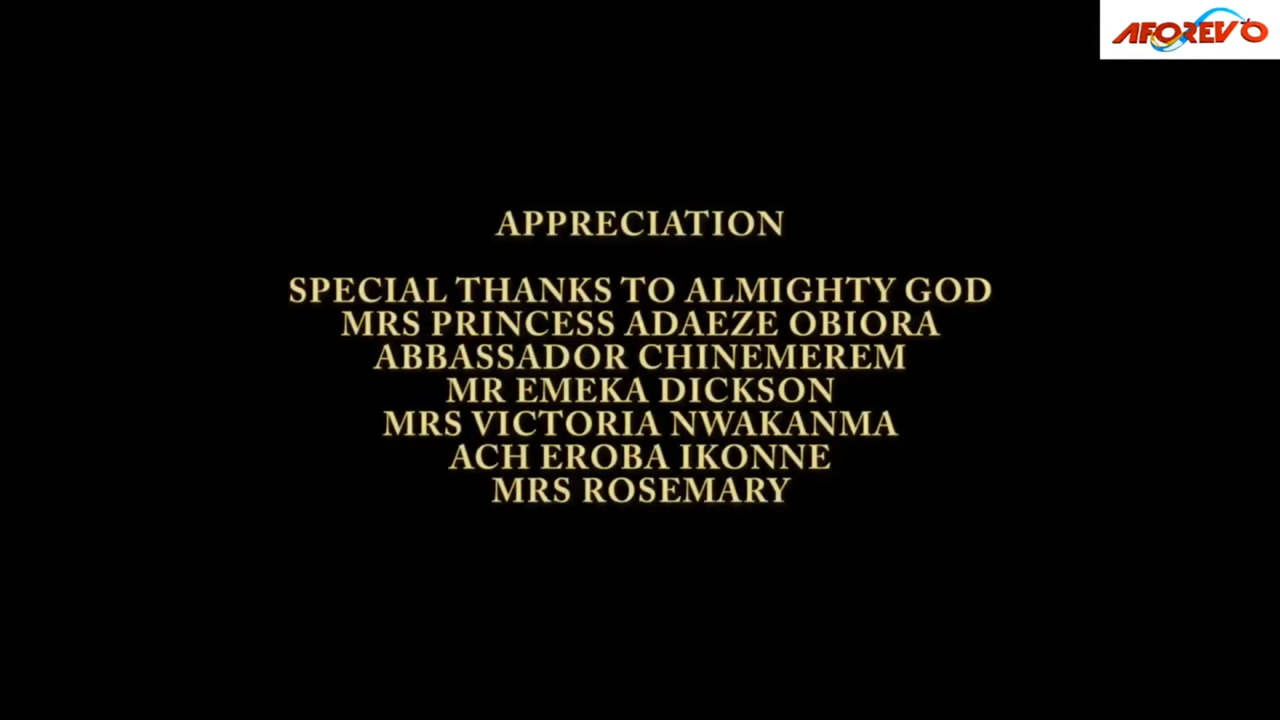 AFOREVO
APPRECIATION
SPECIAL THANKS TO ALMIGHTY GOD
MRS PRINCESS ADAEZE OBIORA
ABBASSADOR CHINEMEREM
MR EMEKA DICKSON
MRS VICTORIA NWAKANMA
ACH EROBA IKONNE
MRS ROSEMARY